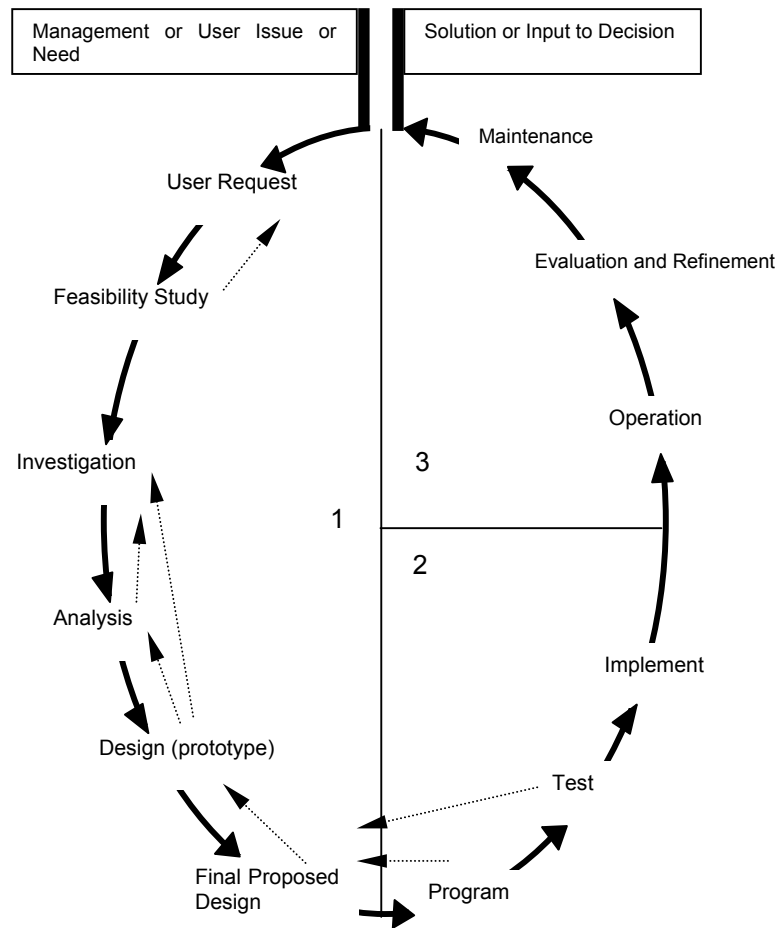 Management or User Issue or
Need
Solution or Input to Decision
Maintenance
User Request
Evaluation and Refinement
Feasibility Study
Operation
Investigation
3
1
2
Analysis
Implement
Design (prototype)
Test
Final Proposed
Design
Program